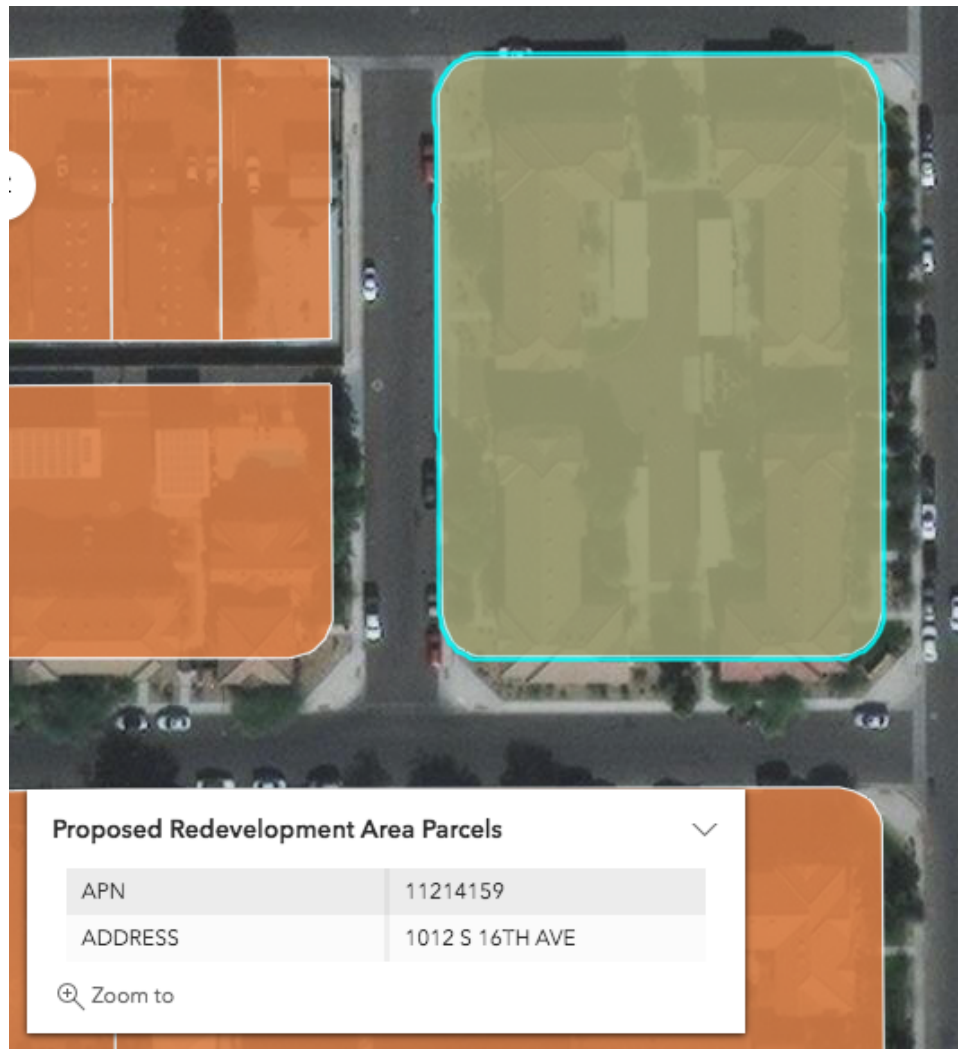 Proposed Redevelopment Area Parcels
APN 11214159
ADDRESS 1012 S 16TH AVE
Zoom to